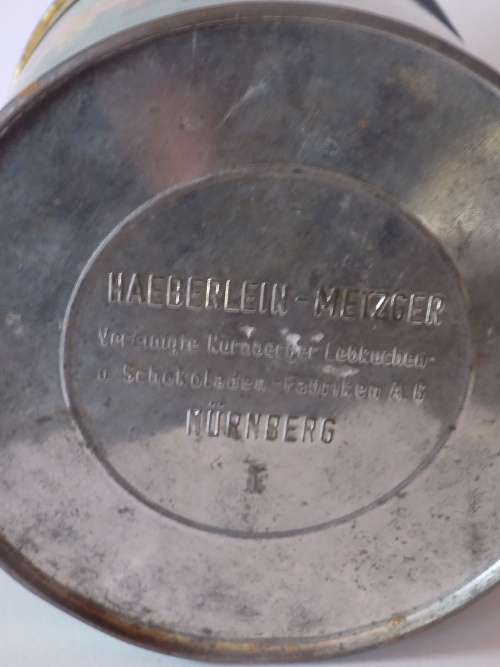 HAEBERLEIN-METZGER
Vereinigte Nürnberger Lebkuchen-
u. Schokoladen-Fabriken A.G
NÜRNBERG